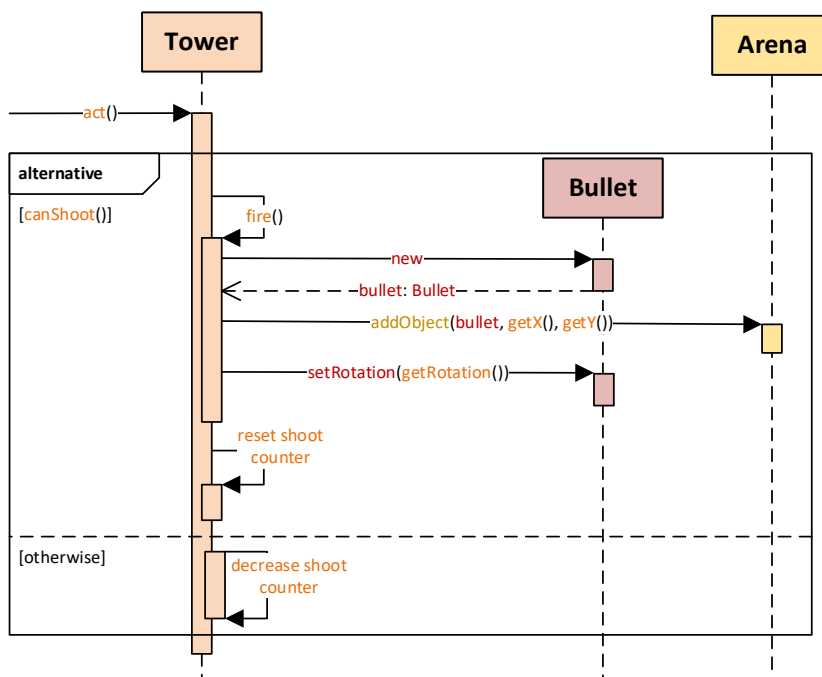 Tower
Arena
act()
alternative
Bullet
[canShoot()]
fire()
new
bullet: Bullet
addObject(bullet, getX(), getY())
setRotation(getRotation())
reset shoot
counter
[otherwise]
decrease shoot
counter